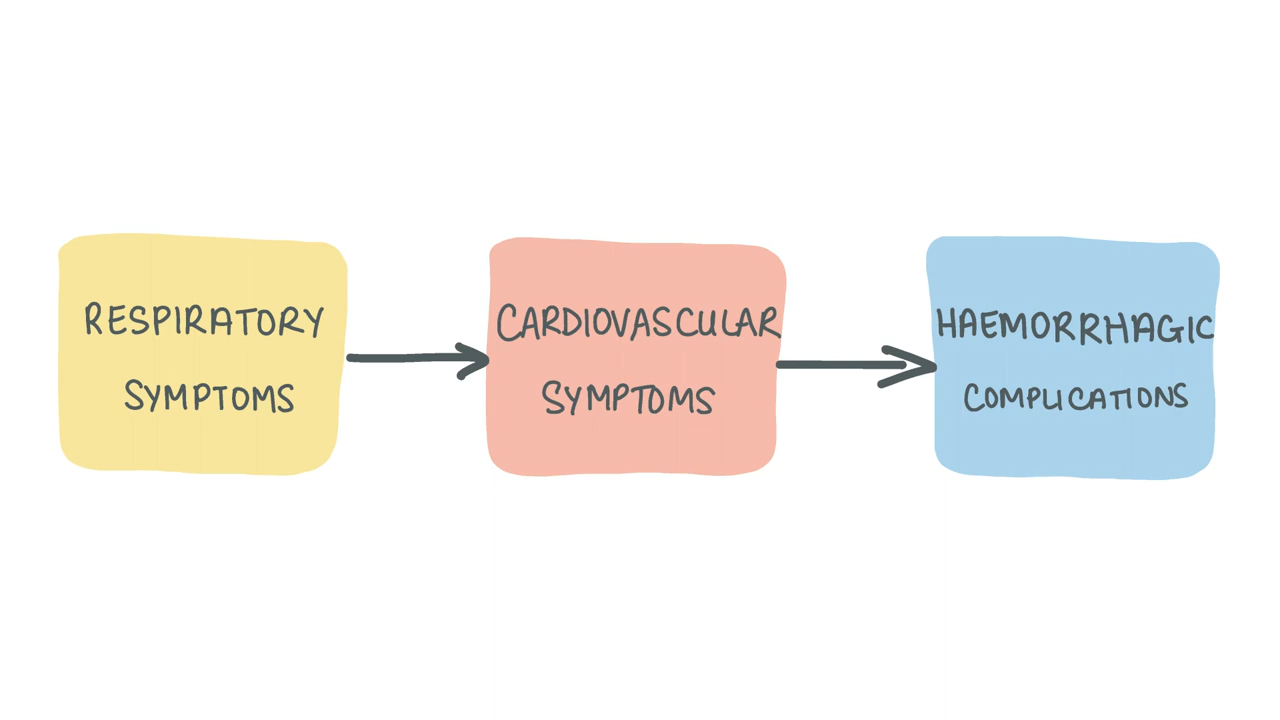 RESPIRATORY
SYMPTOMS
CARDIOVASCULAR
SYMPTOMS
HAEMORRHAGIC
COMPLICATIONS